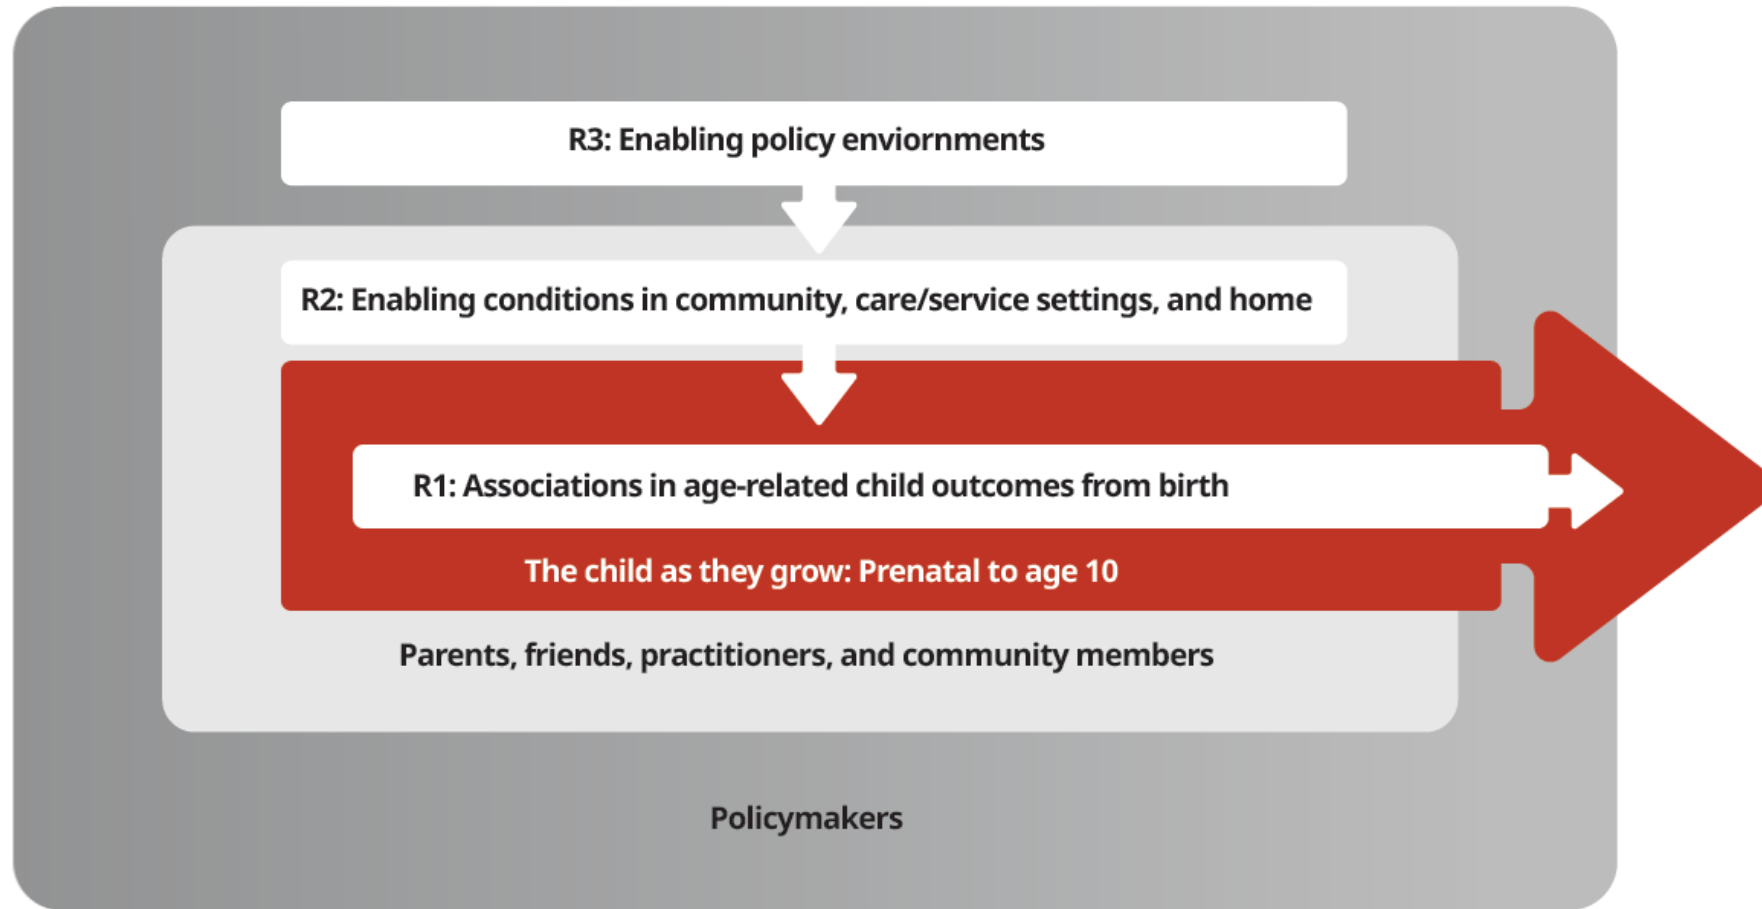 R3: Enabling policy enviornments
R2: Enabling conditions in community, care/service settings, and home
R1: Associations in age-related child outcomes from birth
The child as they grow: Prenatal to age 10
Parents, friends, practitioners, and community members
Policymakers